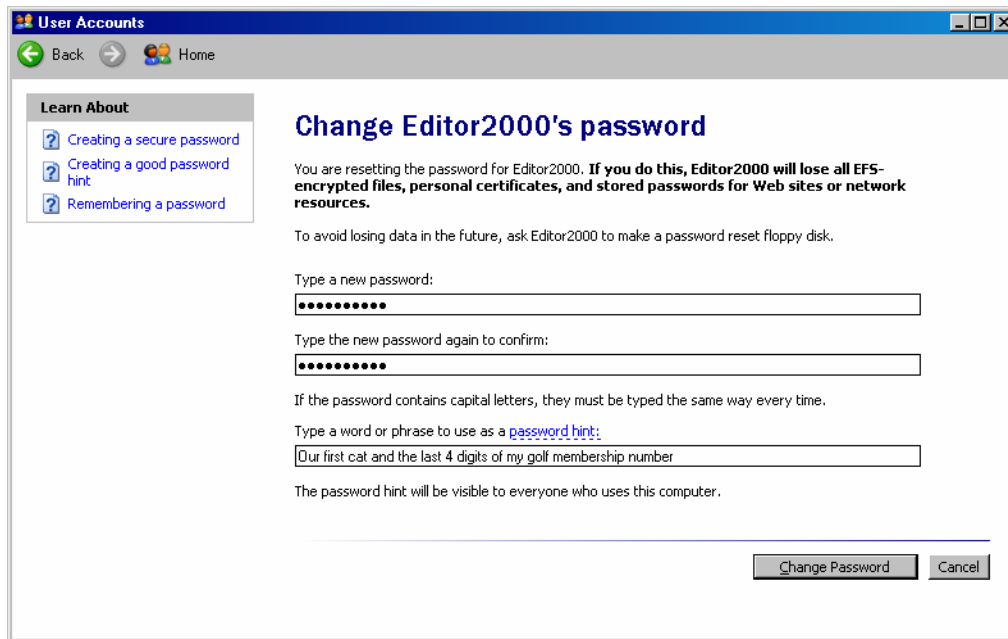 User Accounts
Back Home
Learn About
Creating a secure password
Creating a good password
hint
Remembering a password
Change Editor2000's password
You are resetting the password for Editor2000. If you do this, Editor2000 will lose all EFS-
encrypted files, personal certificates, and stored passwords for Web sites or network
resources.
To avoid losing data in the future, ask Editor2000 to make a password reset floppy disk.
Type a new password:
●●●●●●●●●●
Type the new password again to confirm:
●●●●●●●●●●
If the password contains capital letters, they must be typed the same way every time.
Type a word or phrase to use as a password hint:
Our first cat and the last 4 digits of my golf membership number
The password hint will be visible to everyone who uses this computer.
Change Password Cancel